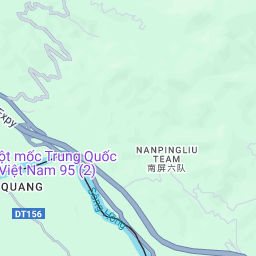 Expy
NANPINGLIU
TEAM
南屏六队
ột mốc Trung Quốc
Việt Nam 95 (2)
QUANG
DT156